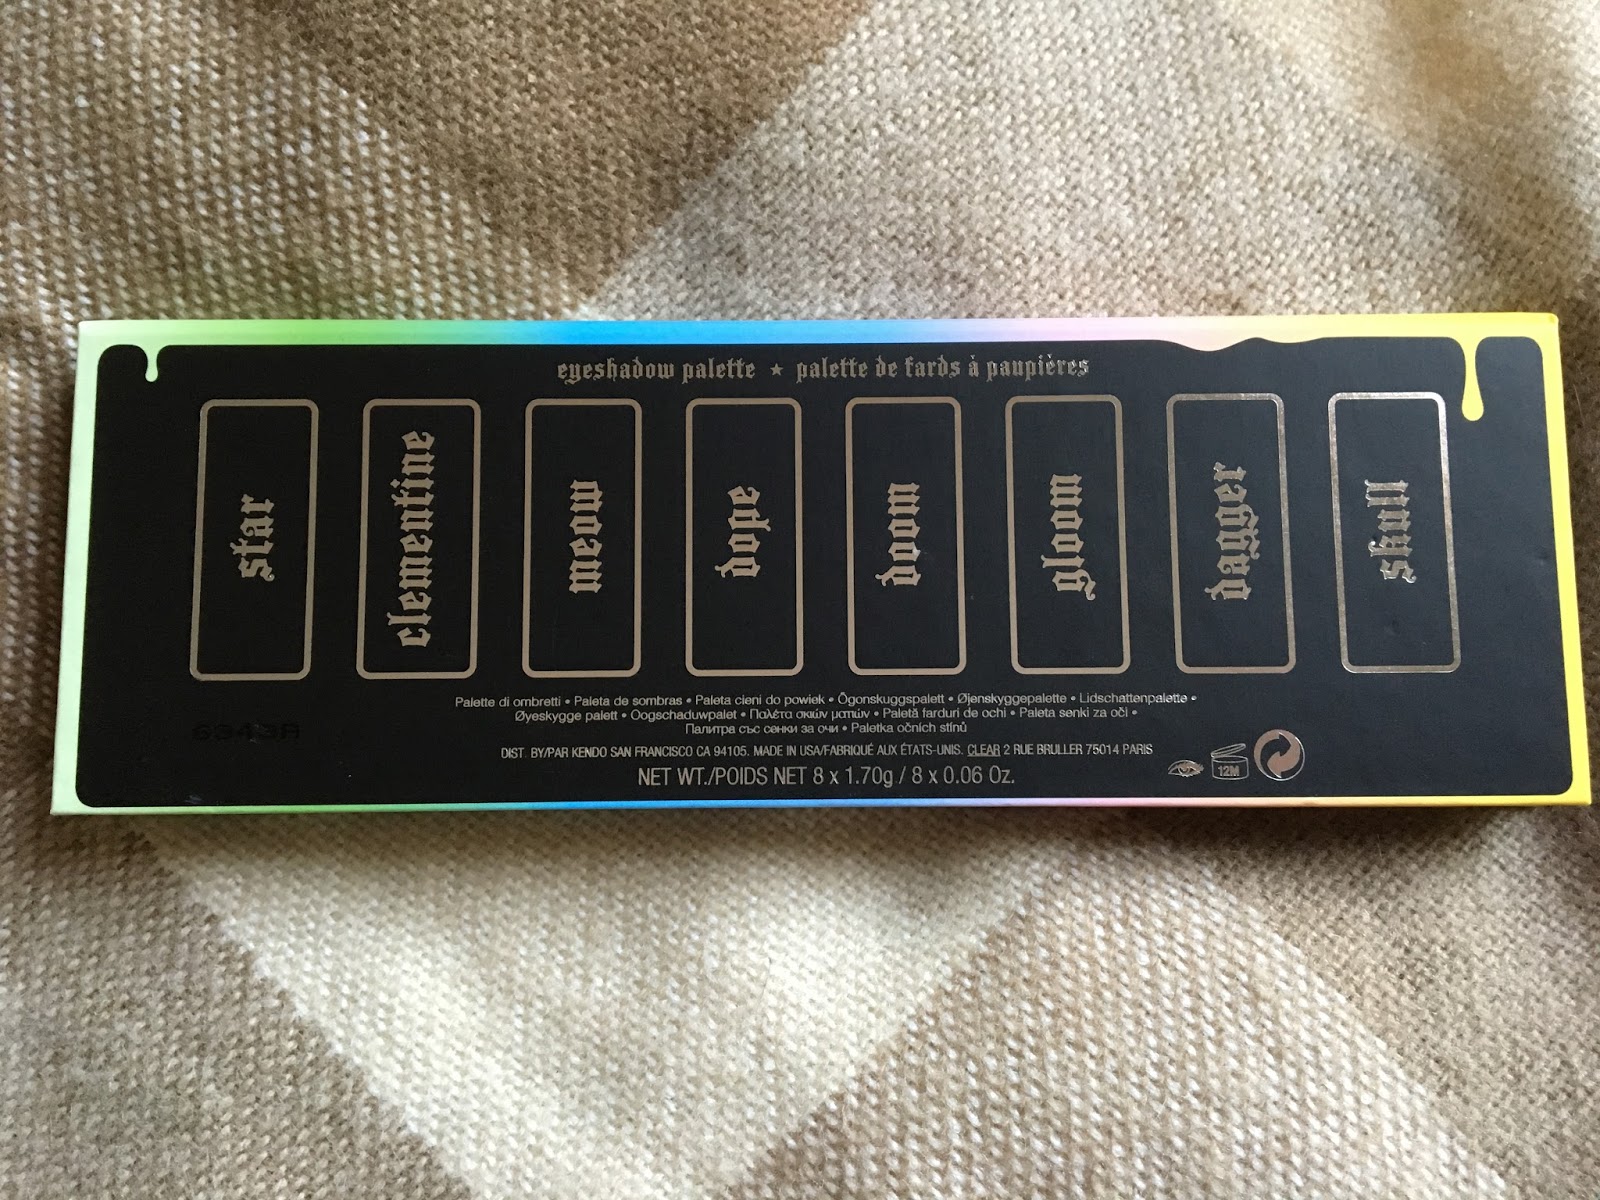 eyeshadow palette ★ palette de fards à paupières
star
clementine
meow
dope
doom
gloom
dagger
skull
Palette di ombretti • Paleta de sombras • Paleta cieni do powiek • Ögonskuggspalett • Øjenskyggepalette • Lidschattenpalette •
Øyeskygge palett • Oogschaduwpalet • Παλέτα σκιών ματιών • Paletă farduri de ochi • Paleta senki za oči •
Палитра със сенки за очи • Paletka očních stínů
6343A
DIST. BY/PAR KENDO SAN FRANCISCO CA 94105. MADE IN USA/FABRIQUÉ AUX ÉTATS-UNIS. CLEAR 2 RUE BRULLER 75014 PARIS
NET WT./POIDS NET 8 x 1.70g / 8 x 0.06 Oz.
12M